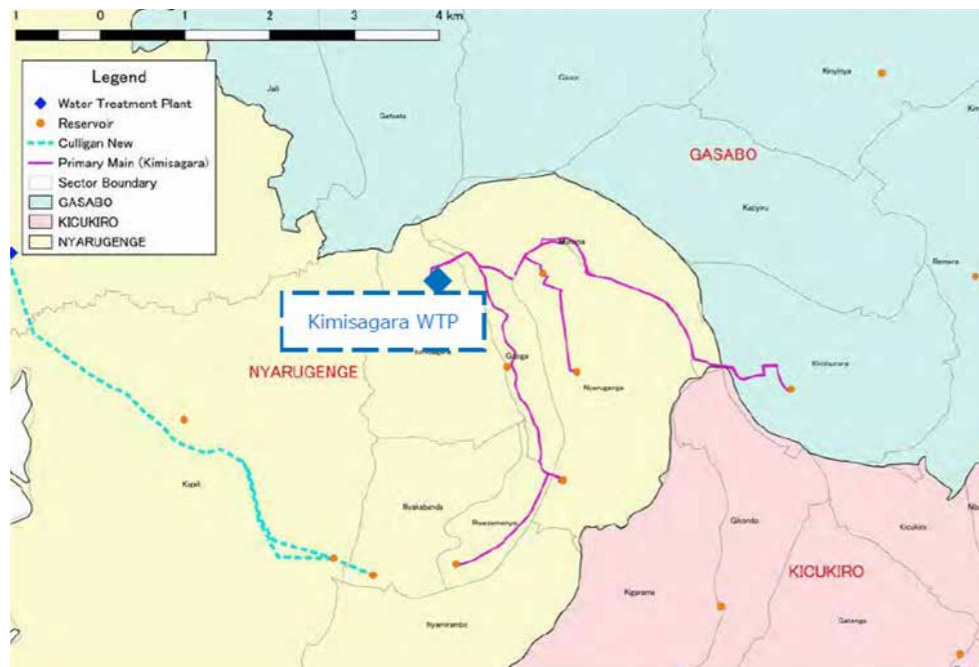 1 0 1 2 3 4 km
Legend
Water Treatment Plant
Reservoir
Culligan New
Primary Main (Kimisagara)
Sector Boundary
GASABO
KICUKIRO
NYARUGENGE
Jali
Gatsata
Gisozi
Kinyinya
GASABO
Kacyiru
Remera
Muhima
Kimisagara WTP
Kimisagara
Gitega
NYARUGENGE
Nyarugenge
Kimihurura
Kigali
Nyakabanda
Rwezamenyo
Gikondo
Kicukiro
KICUKIRO
Kigarama
Gatenga
Nyamirambo